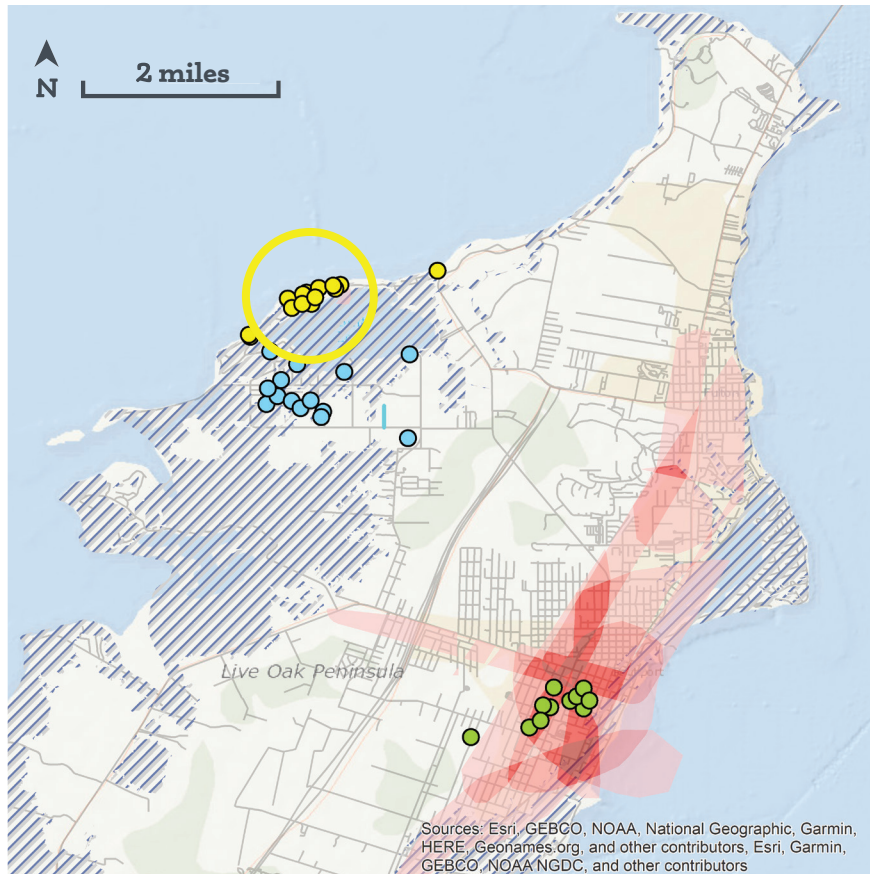 2 miles
N
Live Oak Peninsula
Sources: Esri, GEBCO, NOAA, National Geographic, Garmin,
HERE, Geonames.org, and other contributors, Esri, Garmin,
GEBCO, NOAA NGDC, and other contributors